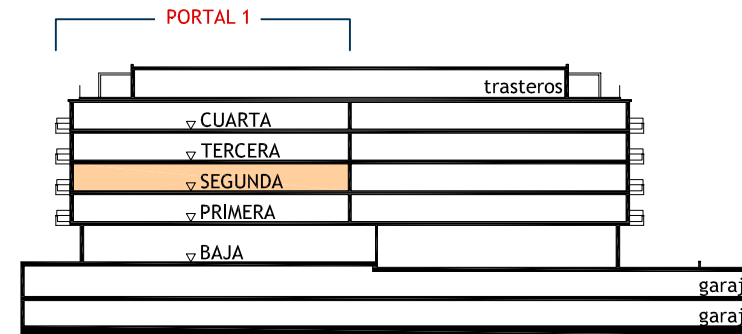 PORTAL 1
trasteros
CUARTA
TERCERA
SEGUNDA
PRIMERA
BAJA
garaj
garaj